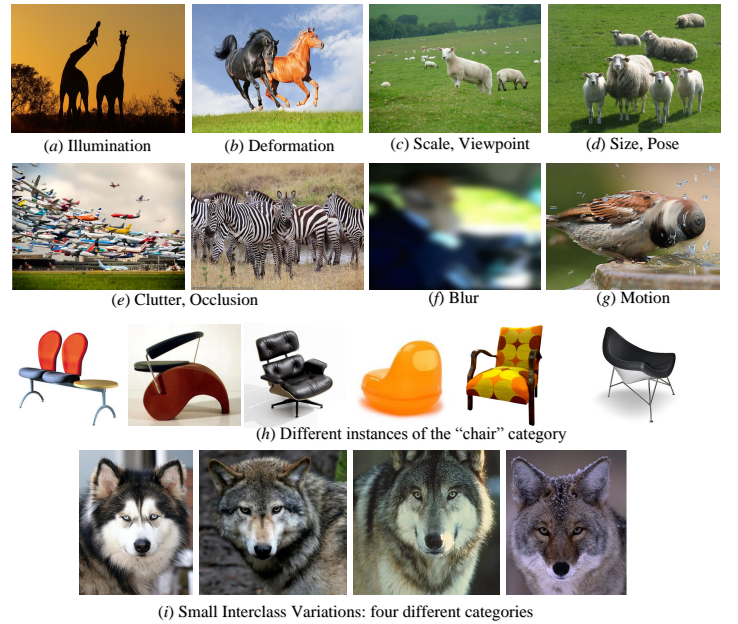 (a) Illumination
(b) Deformation
(c) Scale, Viewpoint
(d) Size, Pose
(e) Clutter, Occlusion
(f) Blur
(g) Motion
(h) Different instances of the “chair” category
(i) Small Interclass Variations: four different categories